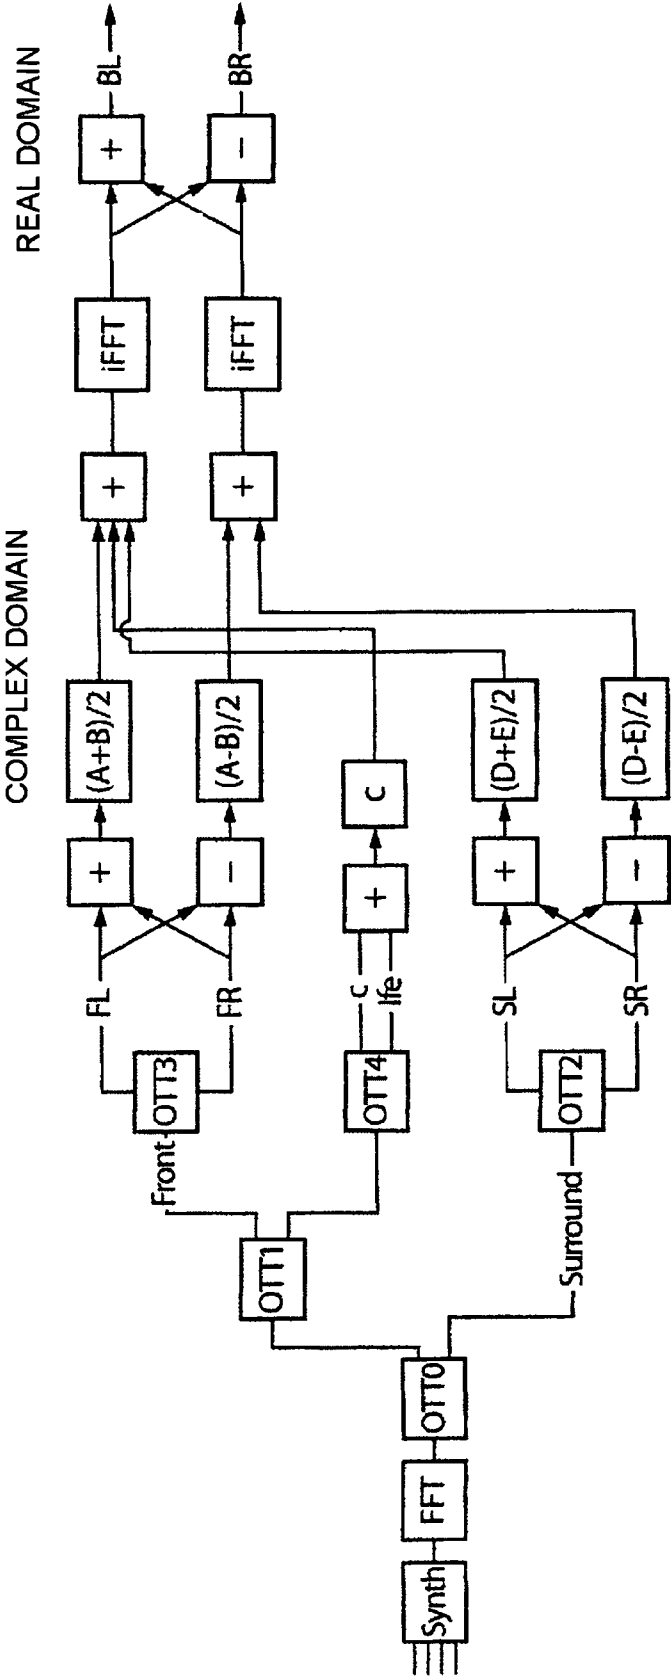 COMPLEX DOMAIN
REAL DOMAIN
Synth
FFT
OTT0
OTT1
Surround
Front
OTT3
OTT4
OTT2
FL
FR
c
lfe
SL
SR
+
-
+
+
-
(A+B)/2
(A-B)/2
c
(D+E)/2
(D-E)/2
+
+
iFFT
iFFT
+
-
BL
BR